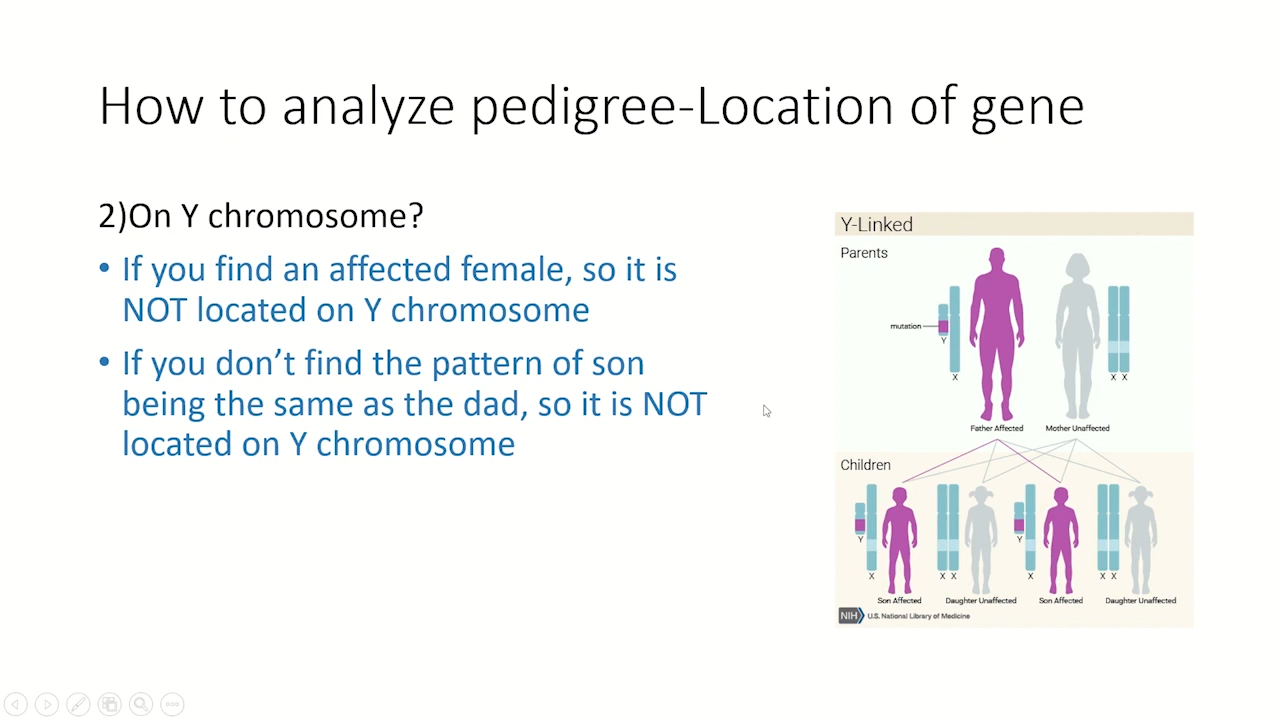 How to analyze pedigree-Location of gene
2)On Y chromosome?
• If you find an affected female, so it is
NOT located on Y chromosome
• If you don’t find the pattern of son
being the same as the dad, so it is NOT
located on Y chromosome
Y-Linked
Parents
mutation
Y
X
X X
Father Affected
Mother Unaffected
Children
Y
X
X X
Y
X
X X
Son Affected
Daughter Unaffected
Son Affected
Daughter Unaffected
NIH U.S. National Library of Medicine